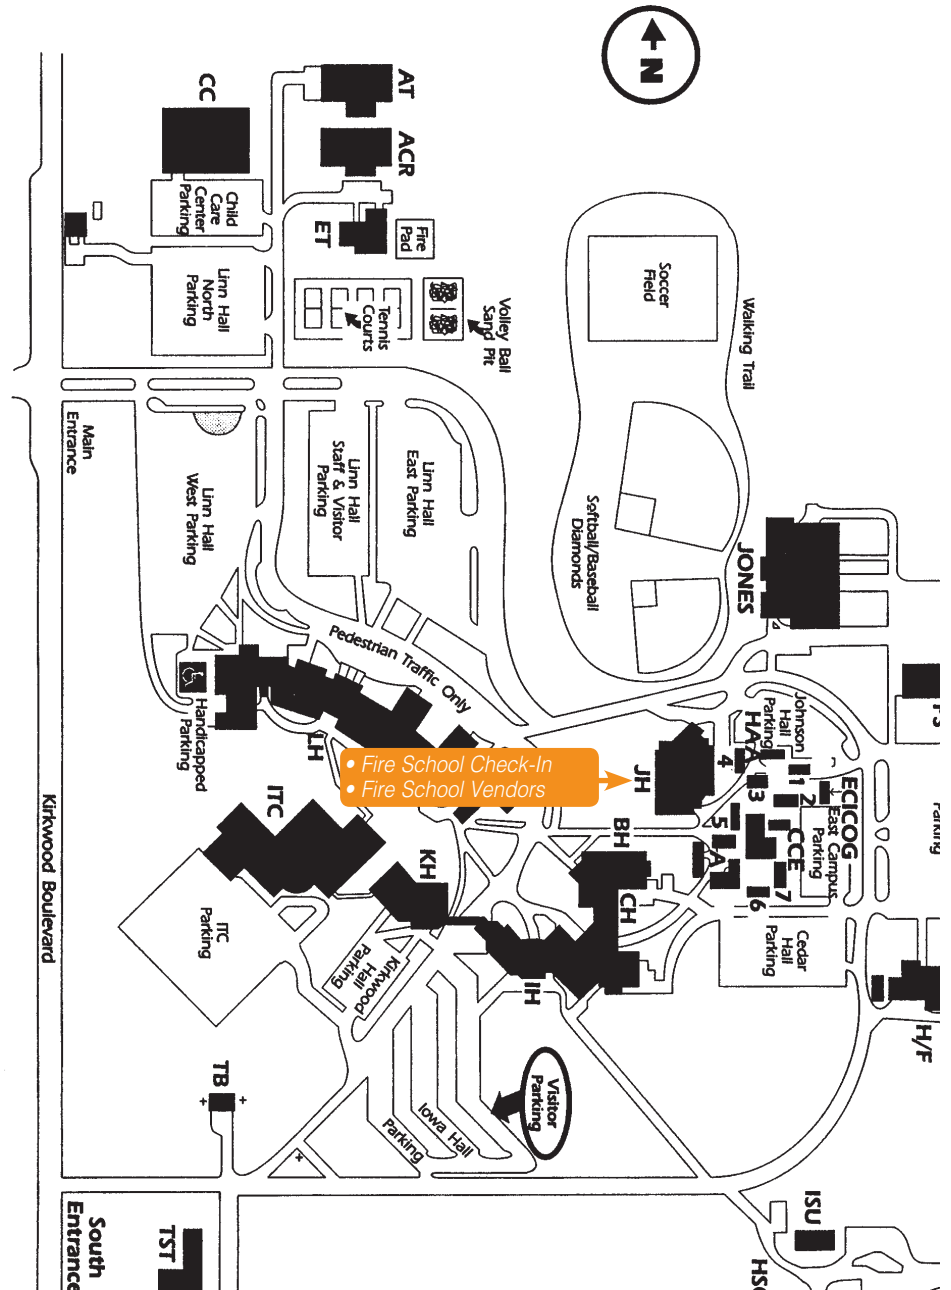 N
CC
AT
ACR
ET
Child
Care
Center
Parking
Fire
Pad
Linn Hall
North
Parking
Tennis
Courts
Volley Ball
Sand Pit
Soccer
Field
Walking Trail
Main
Entrance
Linn Hall
West Parking
Linn Hall
Staff & Visitor
Parking
Linn Hall
East Parking
Softball/Baseball
Diamonds
JONES
Pedestrian Traffic Only
Handicapped
Parking
LH
Johnson
Hall
Parking
HAA
• Fire School Check-In
• Fire School Vendors
JH
4
1
3
2
5
ECICOG
East Campus
Parking
CCE
A
7
6
Parking
ITC
KH
BH
CH
IH
Kirkwood Boulevard
ITC
Parking
Kirkwood
Hall
Parking
Cedar
Hall
Parking
H/F
TB
Visitor
Parking
Iowa Hall
Parking
ISU
South
Entrance
TST